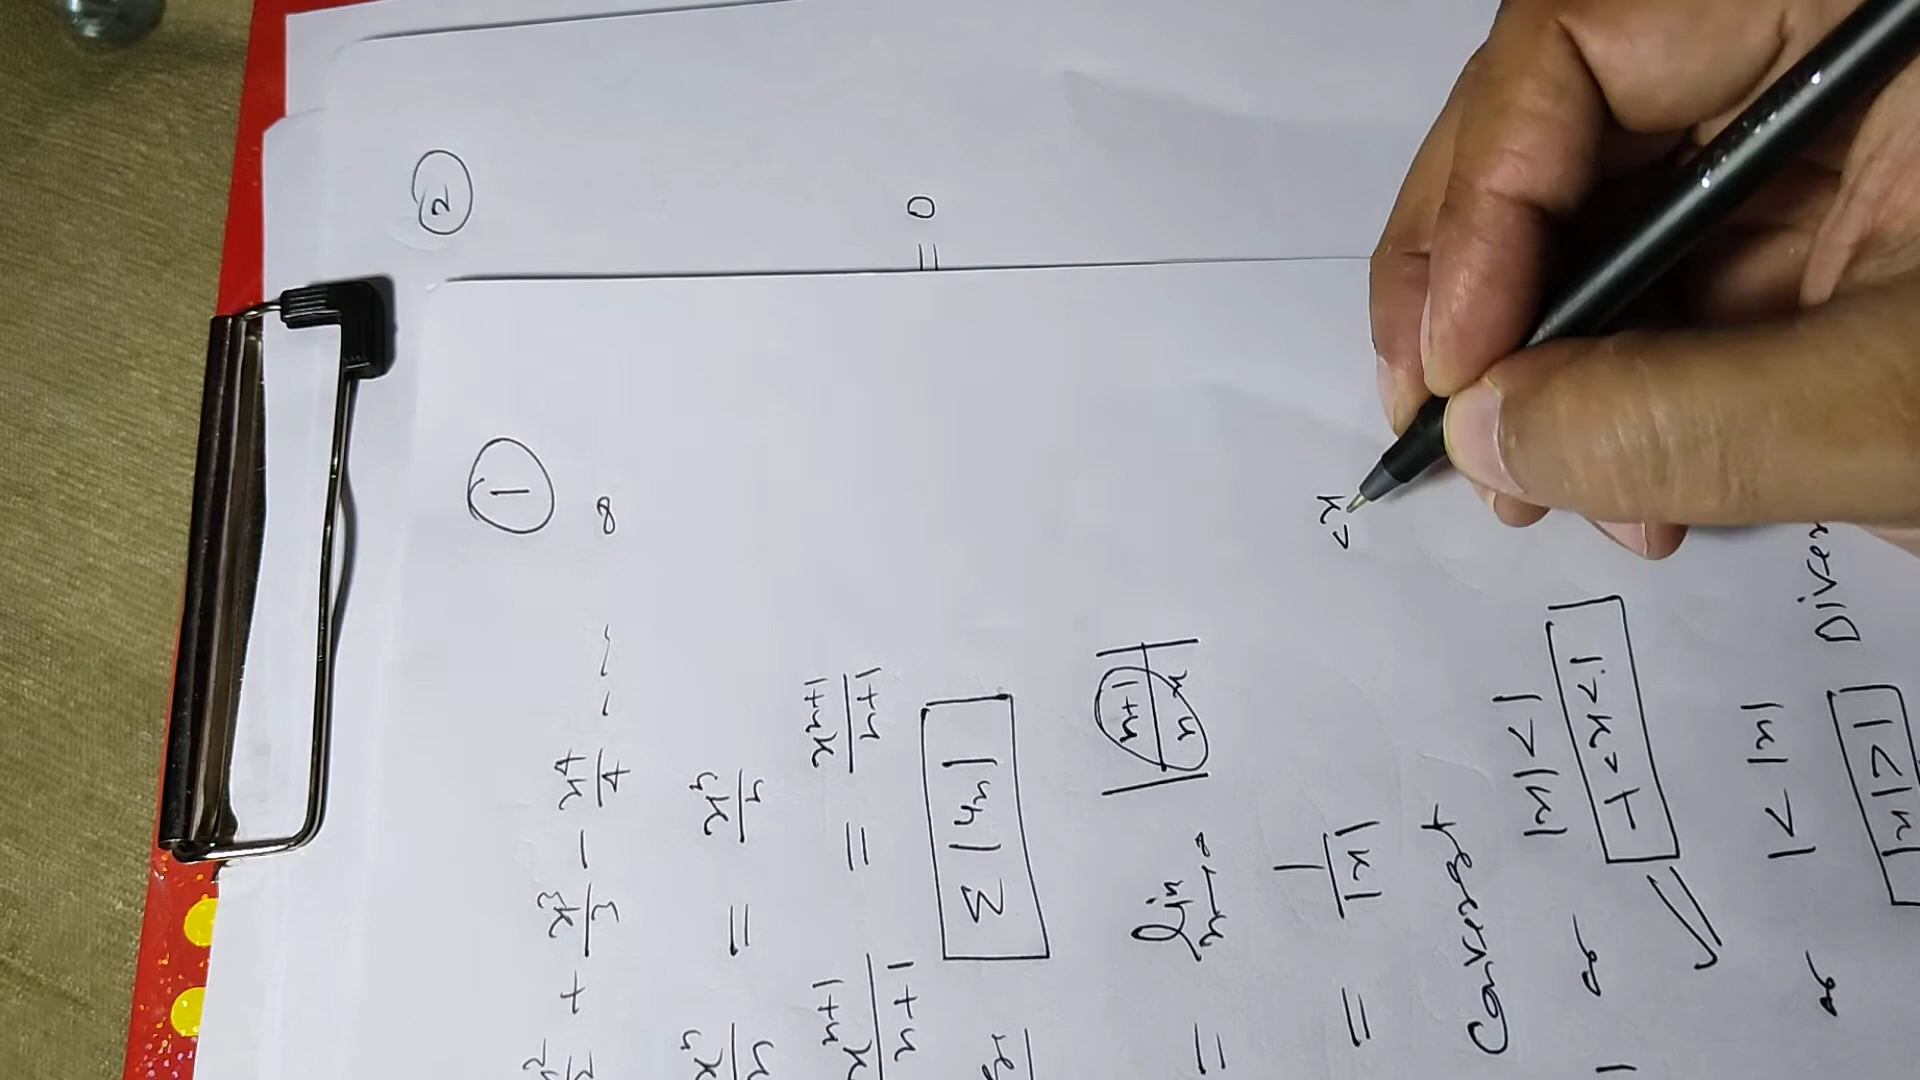 ②
= 0
①
x²/2 + x³/3 - x⁴/4 ~ ~ ∞
xⁿ/n = xⁿ/n
xⁿ⁺¹/n+1 = xⁿ⁺¹/n+1
Σ |uₙ|
= lim n→∞ | n+1/n x |
= 1/|x|
< x
Convergent
|x| < 1
or -1 < x < 1
1 < |x|
or |x| > 1